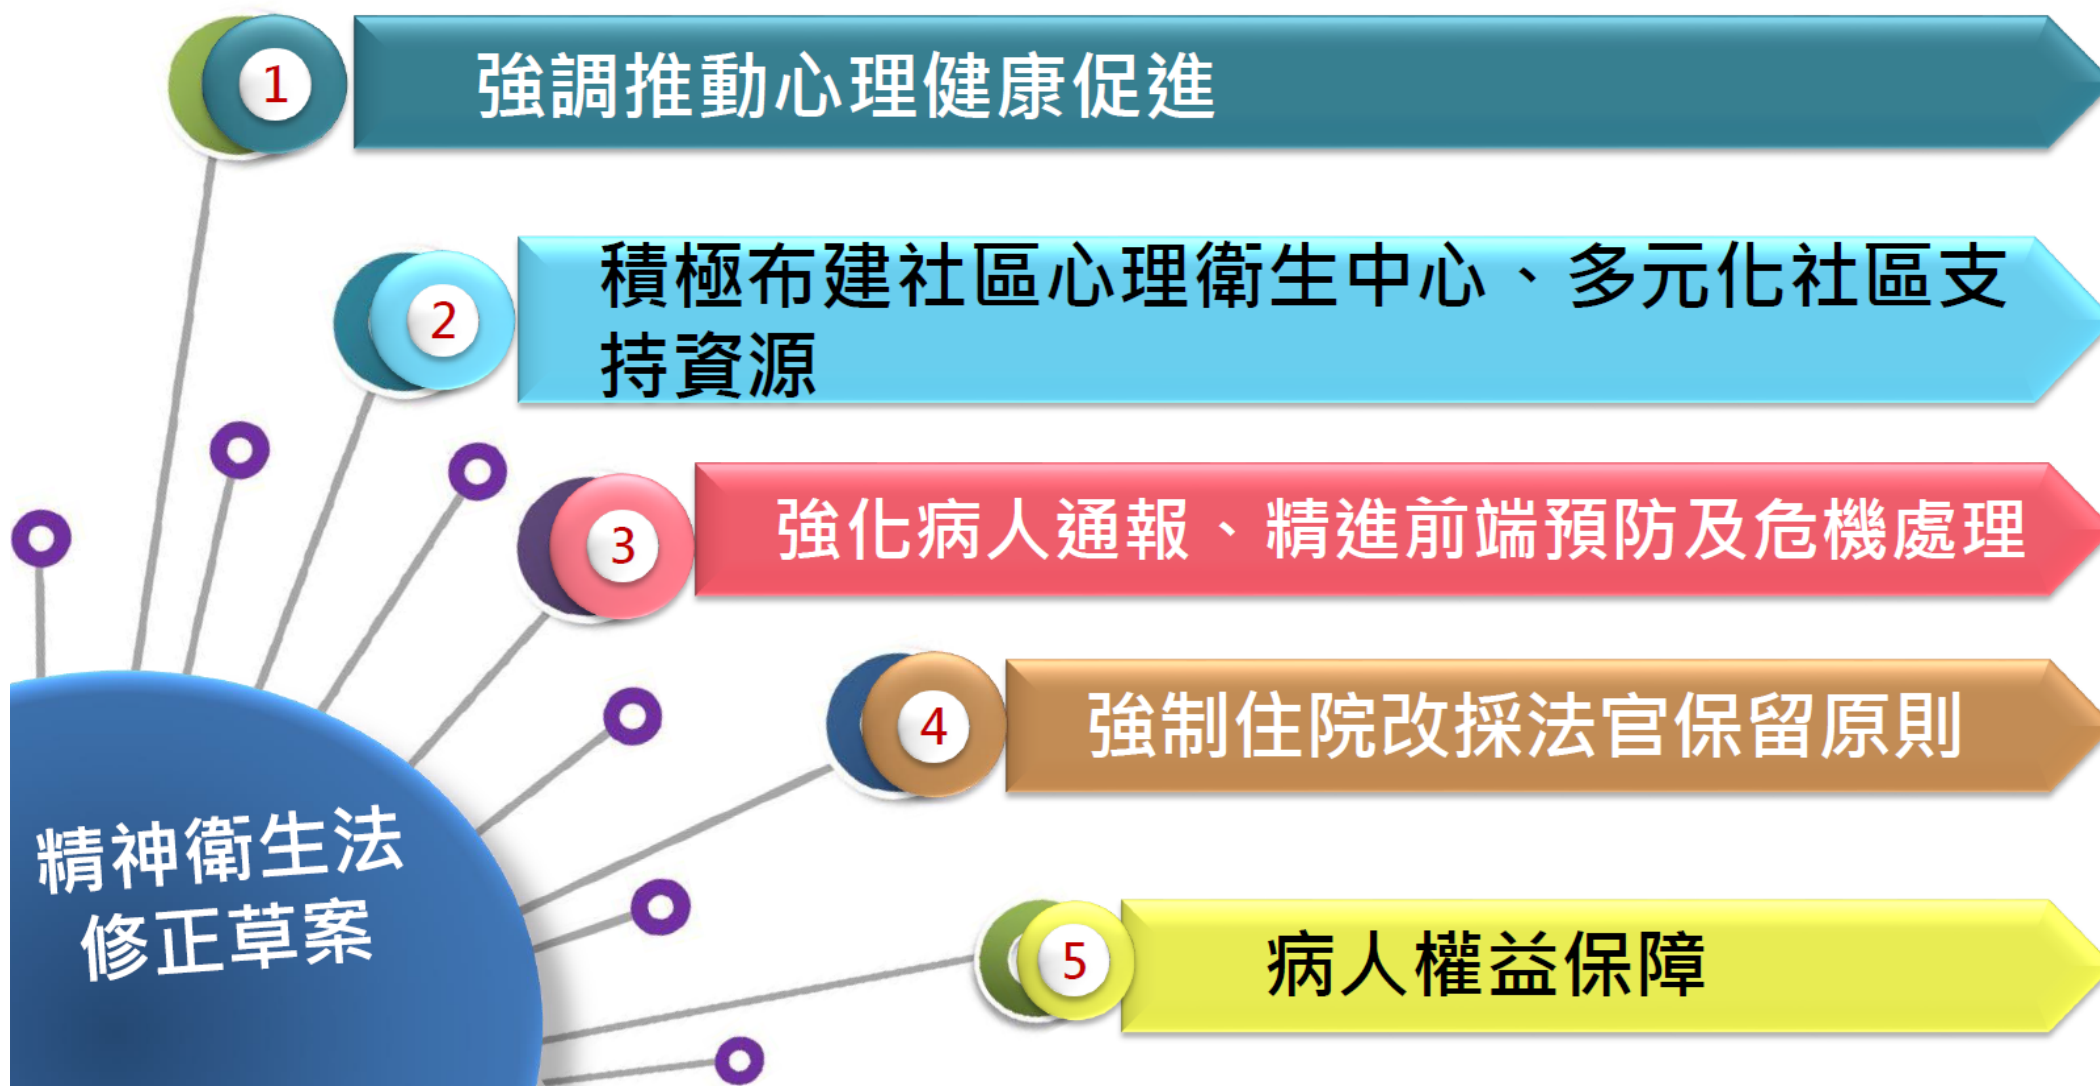 1
強調推動心理健康促進
2
積極布建社區心理衛生中心、多元化社區支
持資源
3
強化病人通報、精進前端預防及危機處理
4
強制住院改採法官保留原則
5
病人權益保障
精神衛生法
修正草案